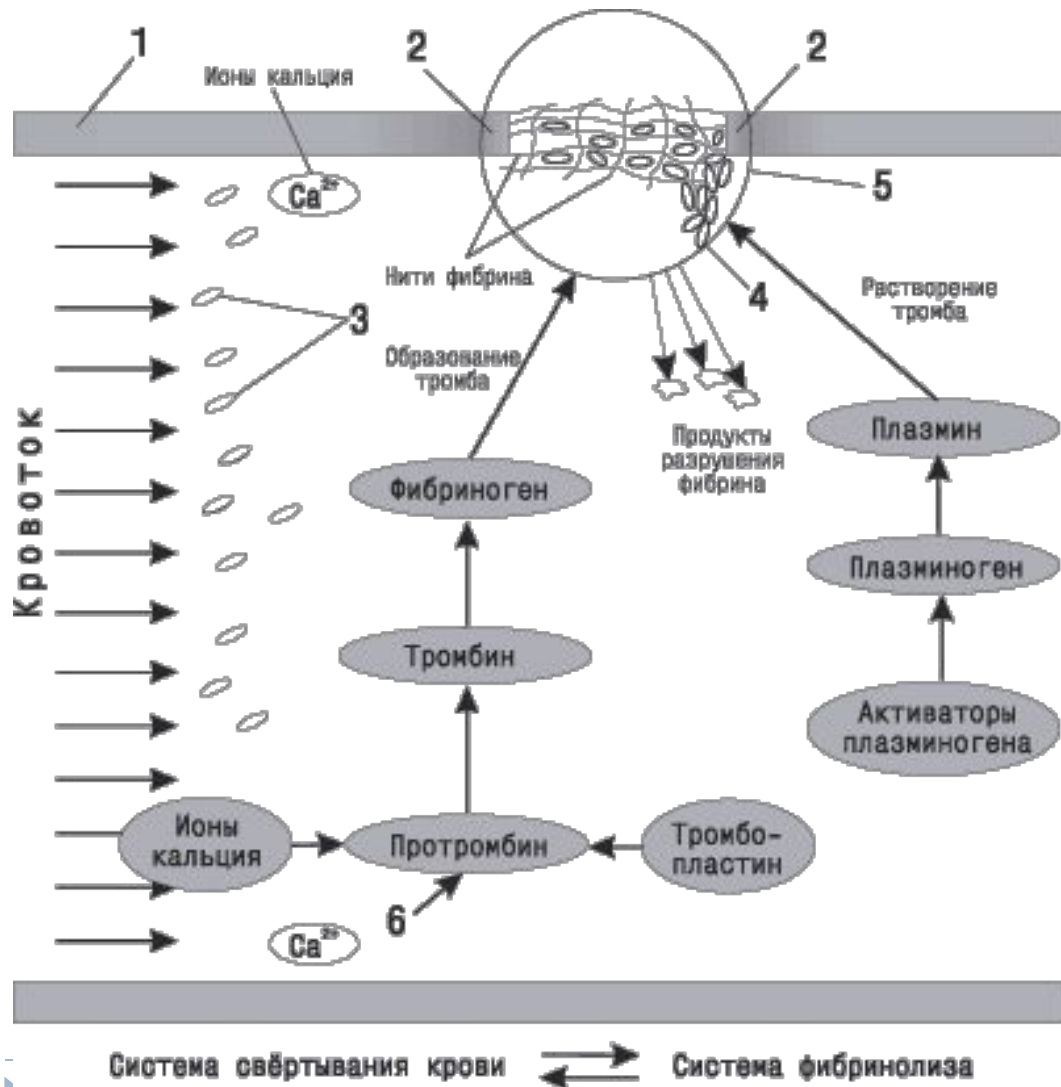 1
2
2
Ионы кальция
Ca²⁺
5
Нити фибрина
4
Растворение
тромба
3
Образование
тромба
Кровоток
Плазмин
Продукты
разрушения
фибрина
Фибриноген
Плазминоген
Тромбин
Активаторы
плазминогена
Ионы
кальция
Протромбин
Тромбо-
пластин
6
Ca²⁺
Система свёртывания крови
Система фибринолиза